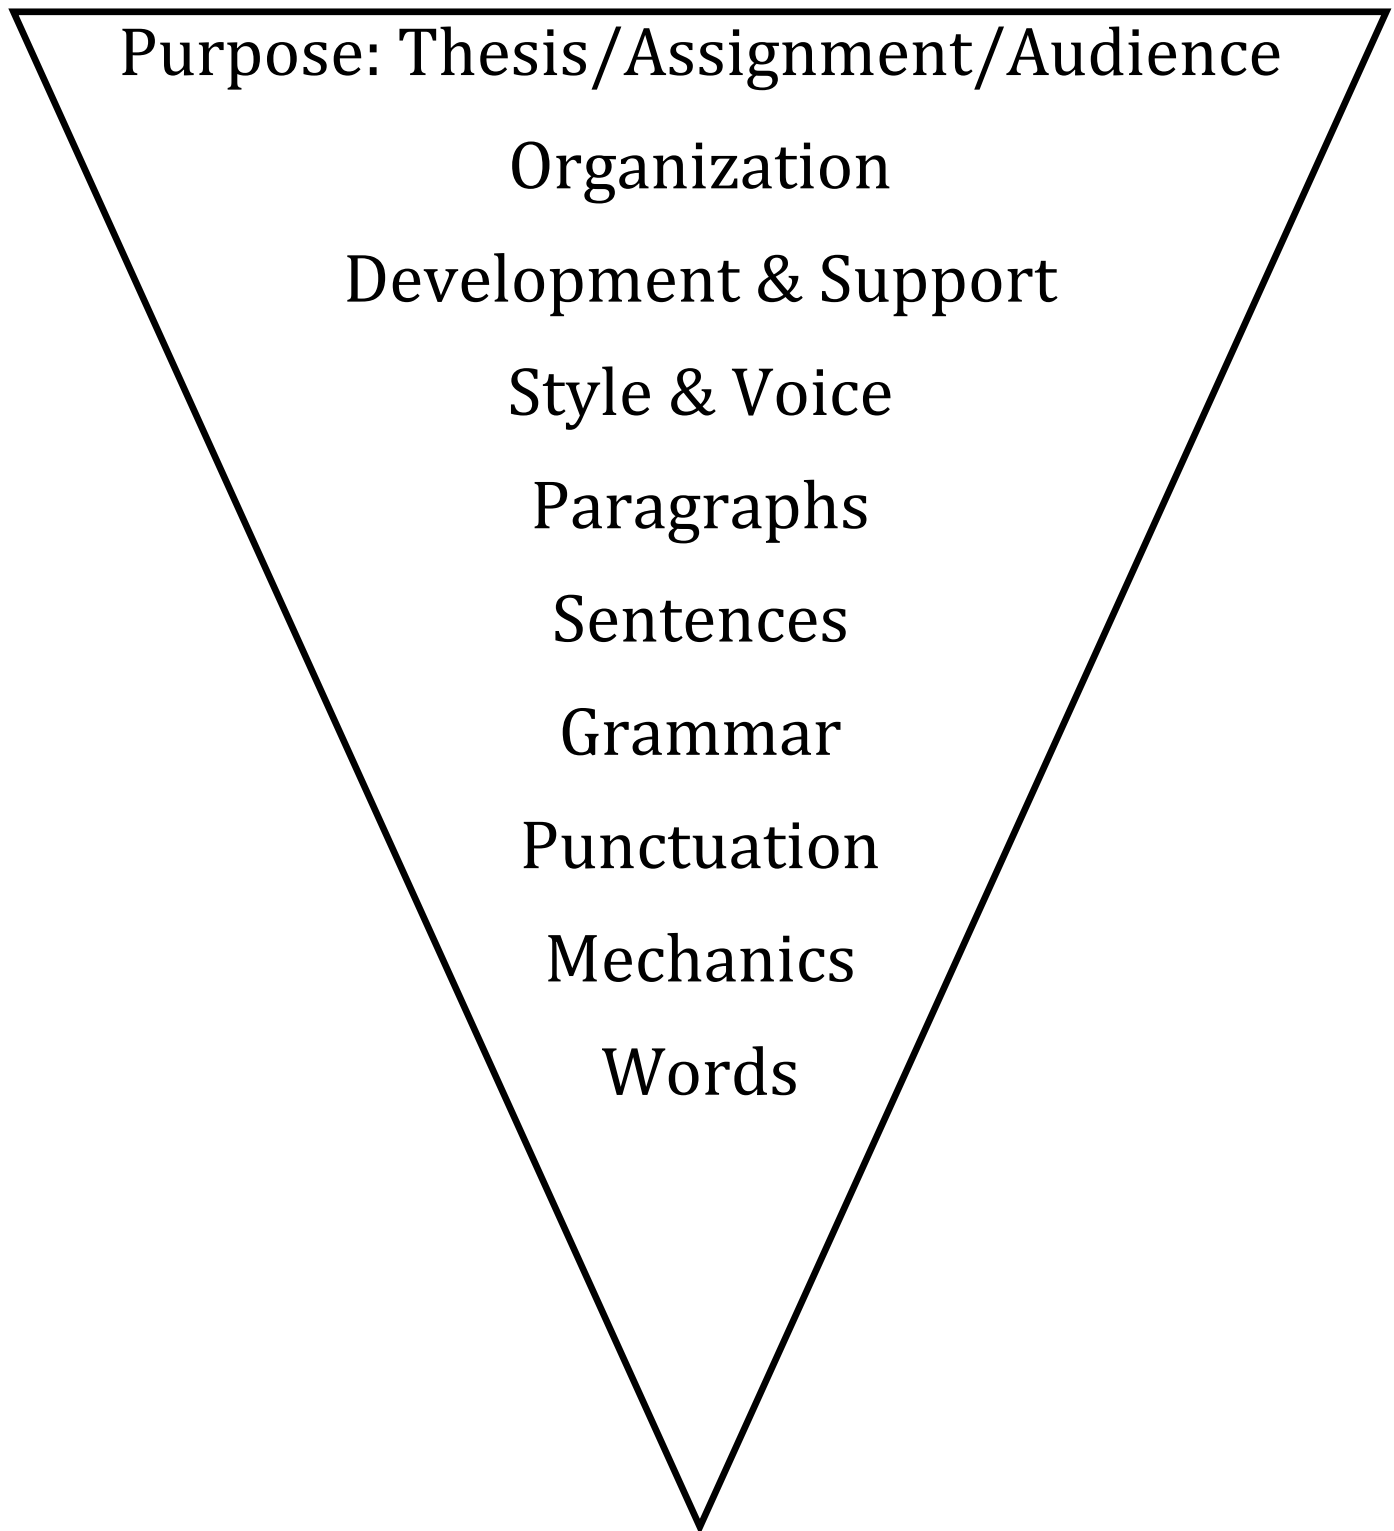 Purpose: Thesis/Assignment/Audience
Organization
Development & Support
Style & Voice
Paragraphs
Sentences
Grammar
Punctuation
Mechanics
Words